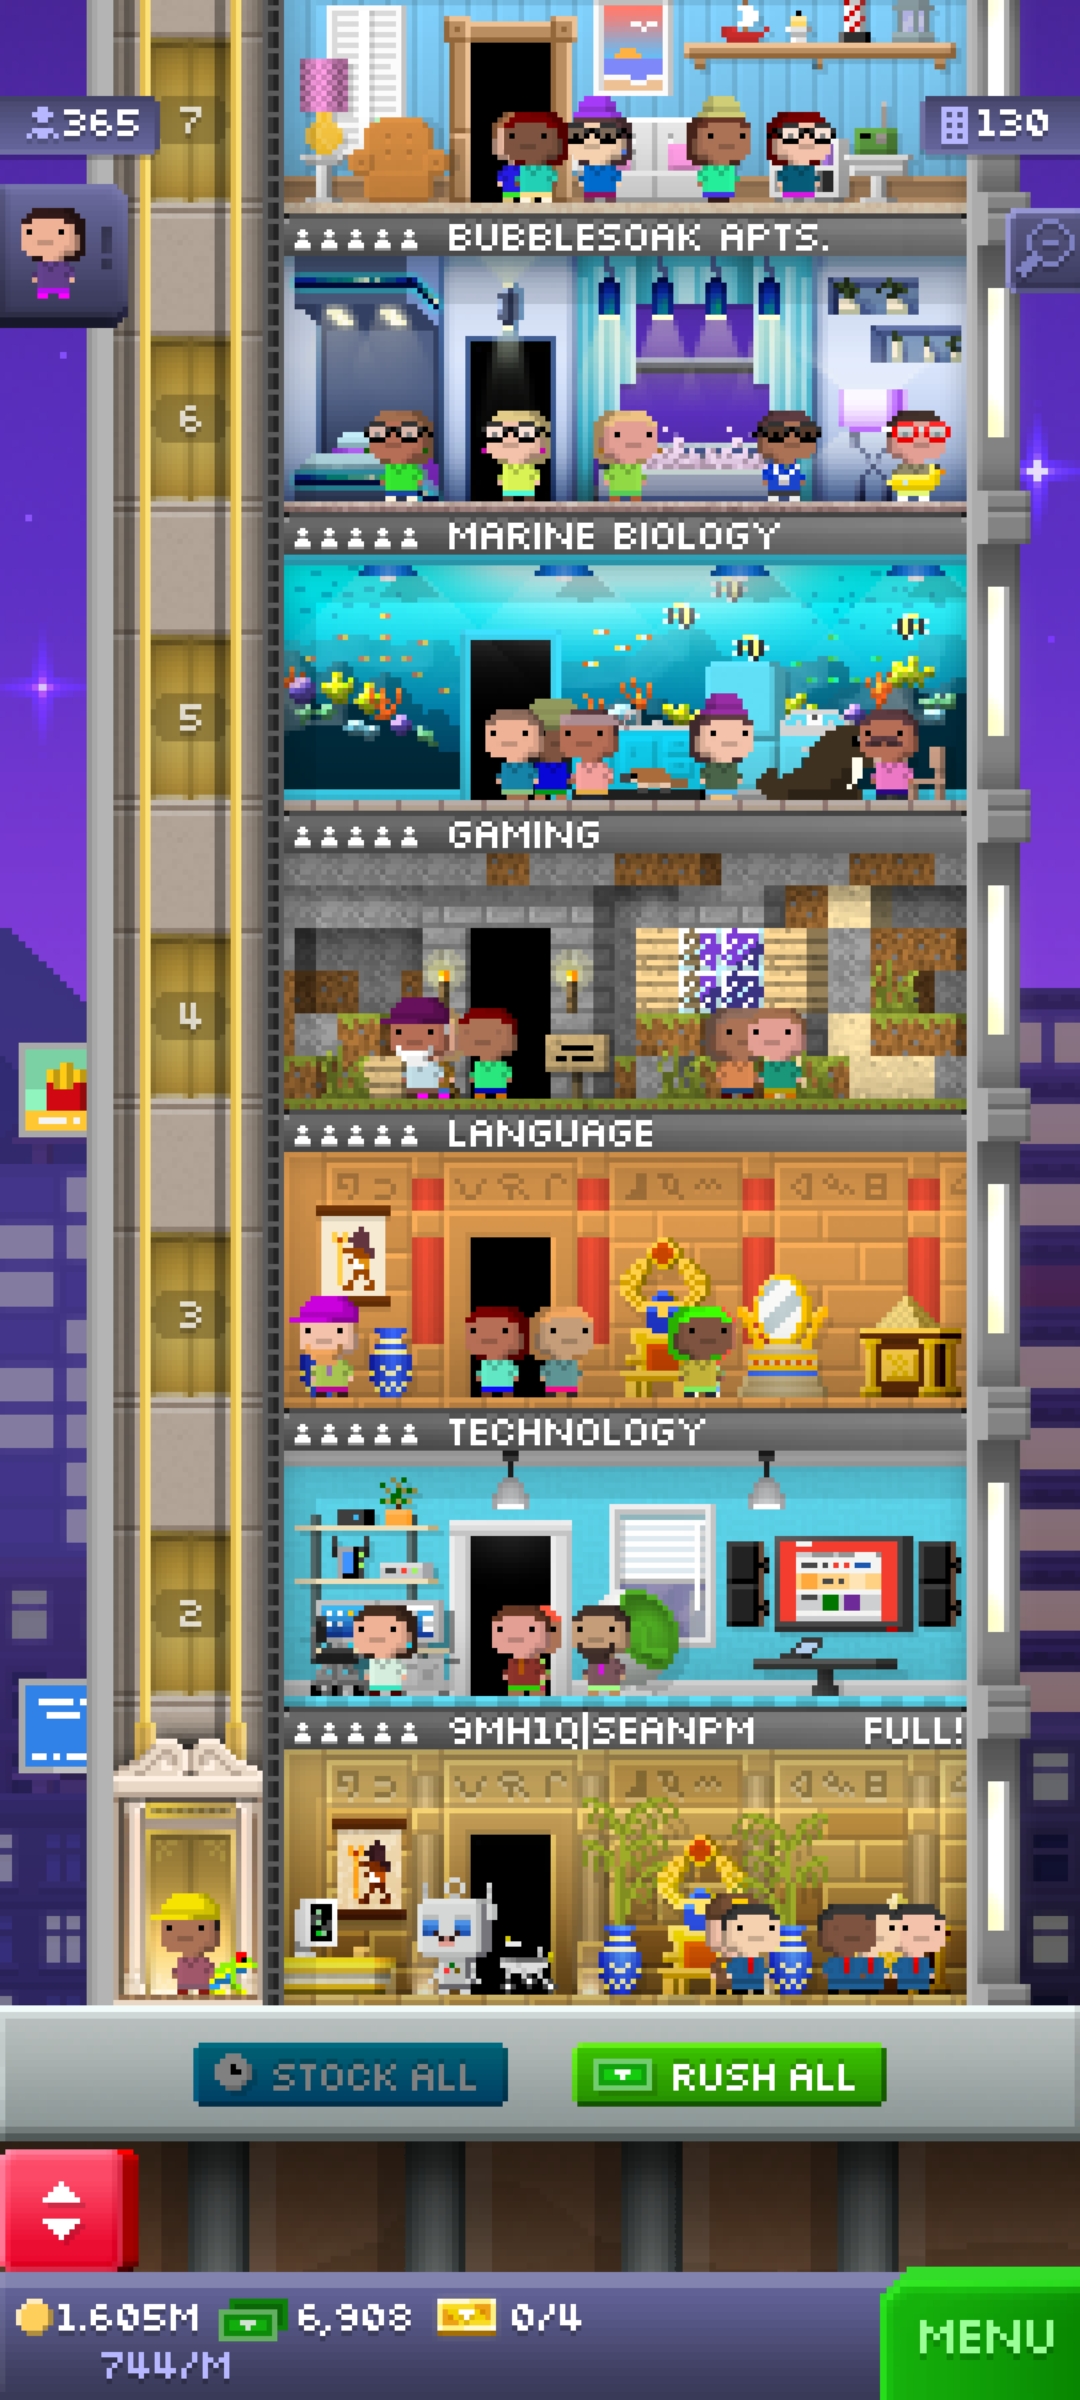 7
365
130
!
BUBBLESOAK APTS.
6
MARINE BIOLOGY
5
GAMING
4
LANGUAGE
3
TECHNOLOGY
2
9MH1Q|SEANPM FULL!
STOCK ALL
RUSH ALL
1.605M 6,908 0/4
744/M
MENU